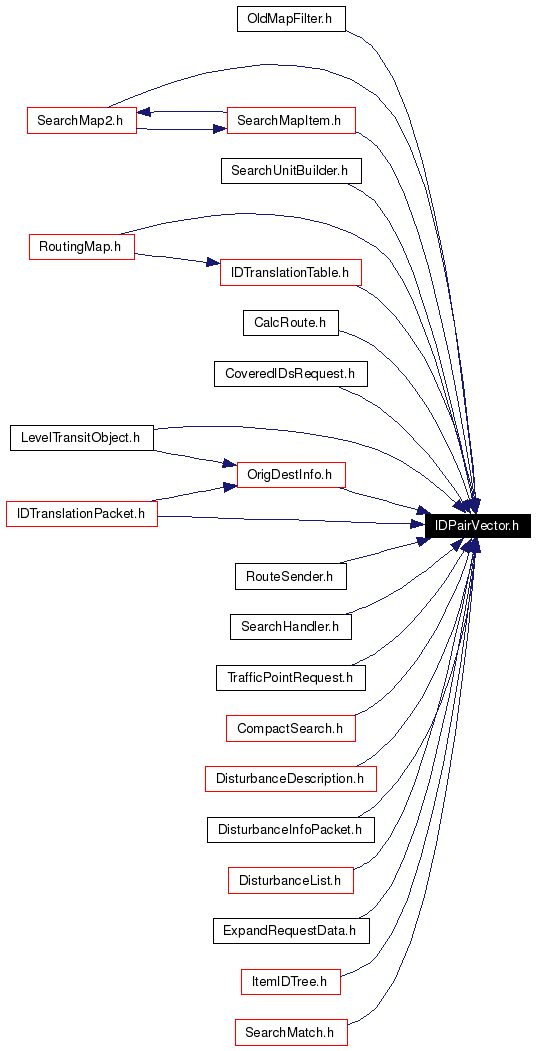 OldMapFilter.h
SearchMap2.h
SearchMapItem.h
SearchUnitBuilder.h
RoutingMap.h
IDTranslationTable.h
CalcRoute.h
CoveredIDsRequest.h
LevelTransitObject.h
OrigDestInfo.h
IDTranslationPacket.h
IDPairVector.h
RouteSender.h
SearchHandler.h
TrafficPointRequest.h
CompactSearch.h
DisturbanceDescription.h
DisturbanceInfoPacket.h
DisturbanceList.h
ExpandRequestData.h
ItemIDTree.h
SearchMatch.h